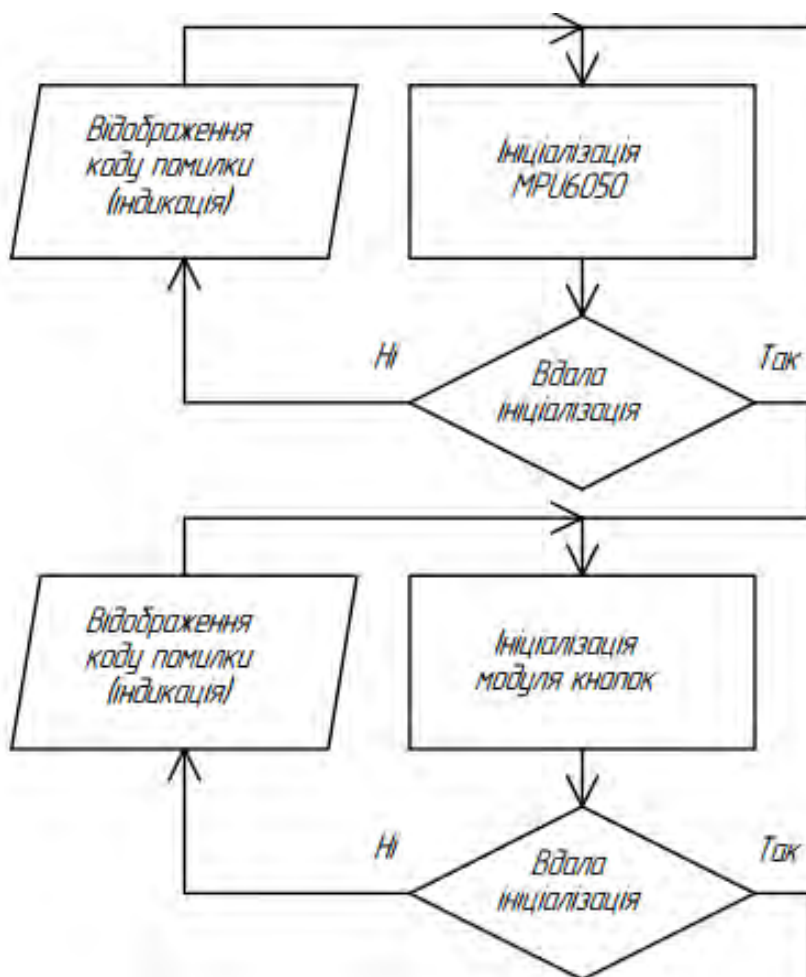 Відображення
коду помилки
(індикація)
Ініціалізація
MPU6050
Ні
Вдала
ініціалізація
Так
Відображення
коду помилки
(індикація)
Ініціалізація
модуля кнопок
Ні
Вдала
ініціалізація
Так